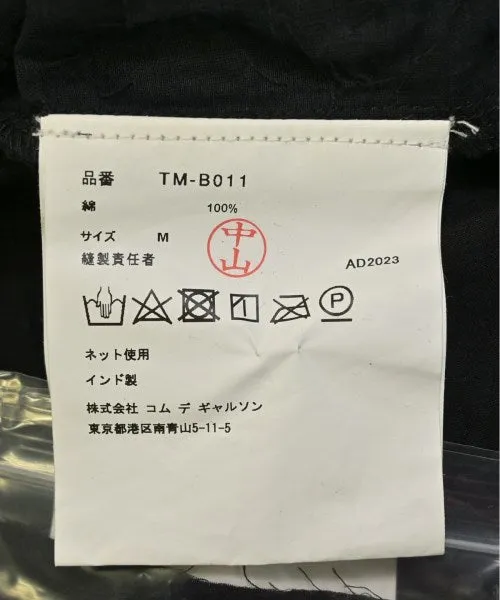 品番 TM-B011
綿 100%
サイズ M
縫製責任者 中山
AD2023
P
ネット使用
インド製
株式会社 コム デ ギャルソン
東京都港区南青山5-11-5